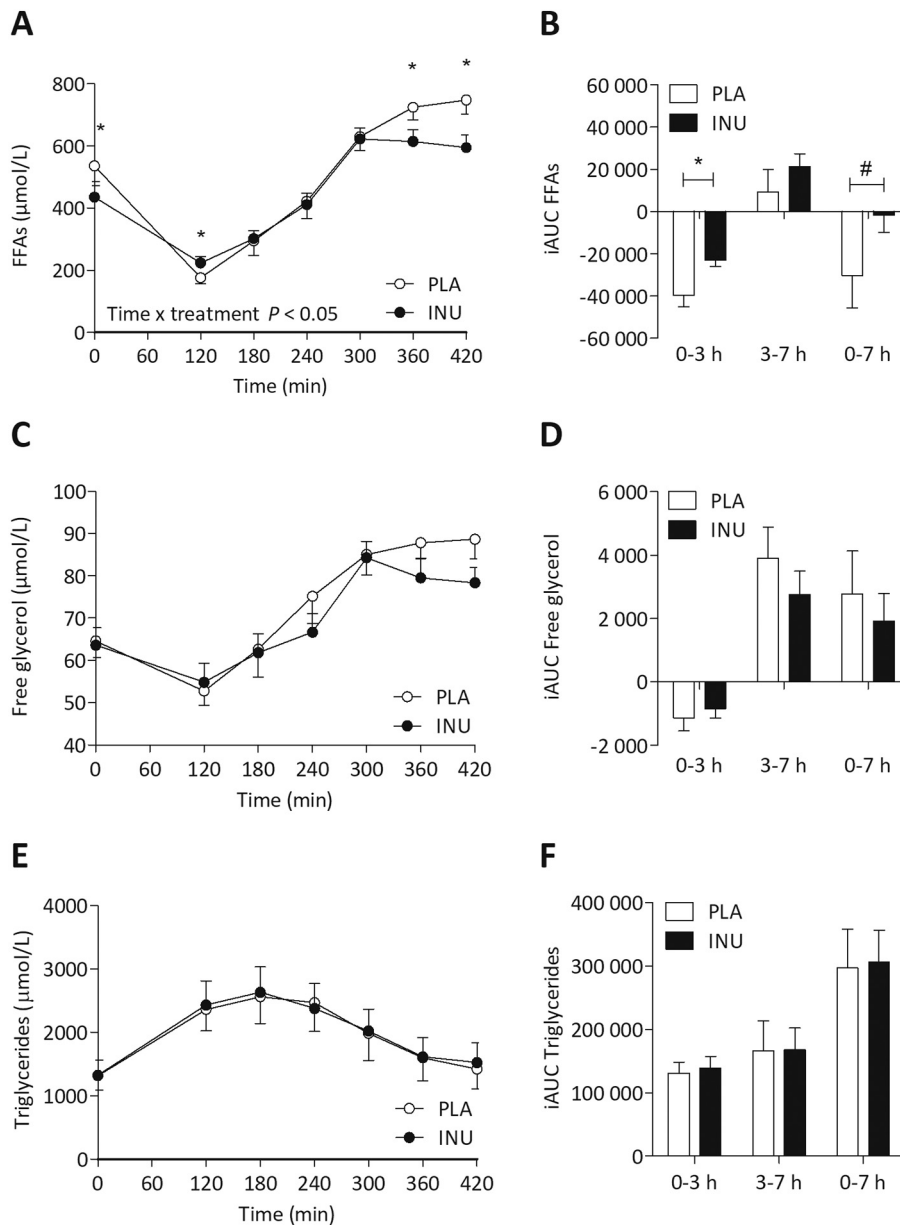 A
*
*
*
*
800
600
400
200
0
FFAs (μmol/L)
PLA
INU
Time x treatment P < 0.05
0 60 120 180 240 300 360 420
Time (min)
B
60 000
40 000
20 000
0
-20 000
-40 000
-60 000
iAUC FFAs
PLA
INU
*
#
0-3 h 3-7 h 0-7 h
C
100
90
80
70
60
50
40
Free glycerol (μmol/L)
PLA
INU
0 60 120 180 240 300 360 420
Time (min)
D
6 000
4 000
2 000
0
-2 000
iAUC Free glycerol
PLA
INU
0-3 h 3-7 h 0-7 h
E
4000
3000
2000
1000
0
Triglycerides (μmol/L)
PLA
INU
0 60 120 180 240 300 360 420
Time (min)
F
400 000
300 000
200 000
100 000
0
iAUC Triglycerides
PLA
INU
0-3 h 3-7 h 0-7 h